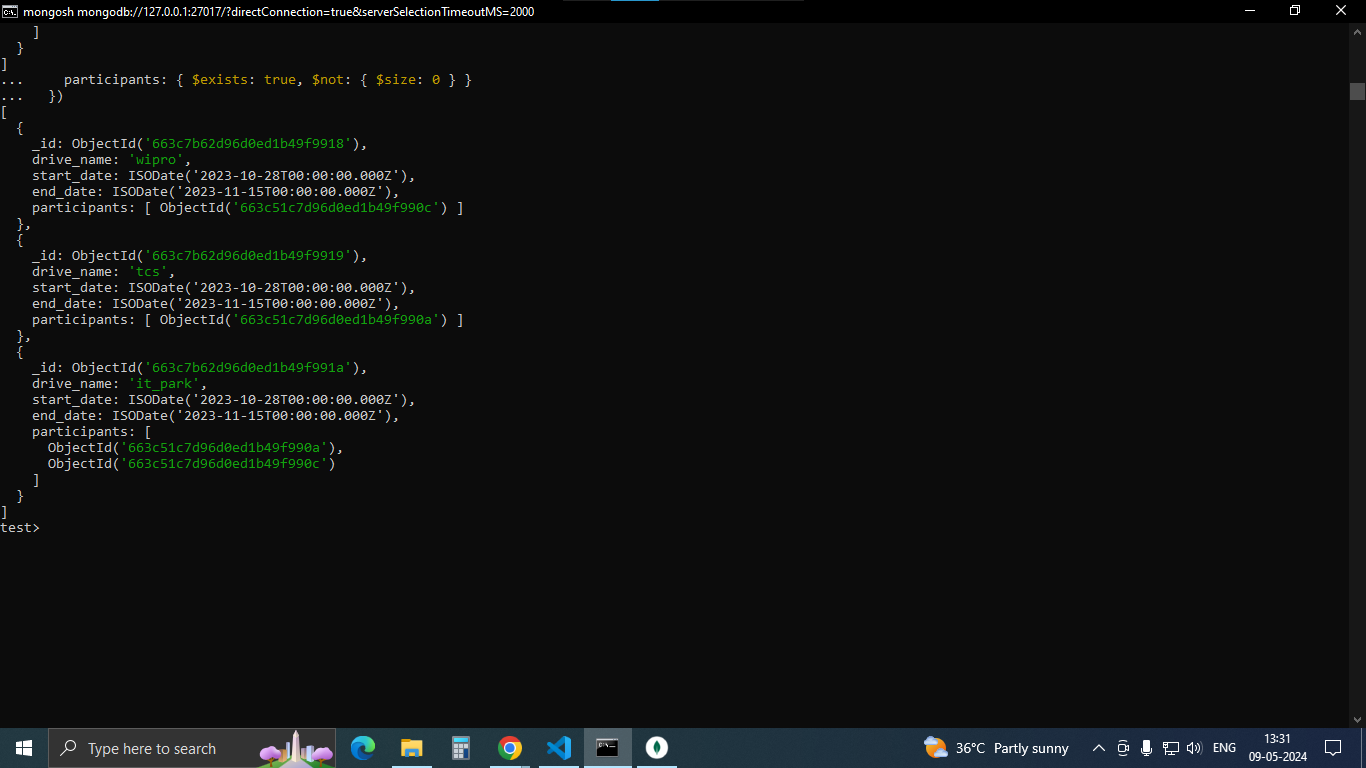 mongosh mongodb://127.0.0.1:27017/?directConnection=true&serverSelectionTimeoutMS=2000
    ]
  }
]
...     participants: { $exists: true, $not: { $size: 0 } }
...   })
[
  {
    _id: ObjectId('663c7b62d96d0ed1b49f9918'),
    drive_name: 'wipro',
    start_date: ISODate('2023-10-28T00:00:00.000Z'),
    end_date: ISODate('2023-11-15T00:00:00.000Z'),
    participants: [ ObjectId('663c51c7d96d0ed1b49f990c') ]
  },
  {
    _id: ObjectId('663c7b62d96d0ed1b49f9919'),
    drive_name: 'tcs',
    start_date: ISODate('2023-10-28T00:00:00.000Z'),
    end_date: ISODate('2023-11-15T00:00:00.000Z'),
    participants: [ ObjectId('663c51c7d96d0ed1b49f990a') ]
  },
  {
    _id: ObjectId('663c7b62d96d0ed1b49f991a'),
    drive_name: 'it_park',
    start_date: ISODate('2023-10-28T00:00:00.000Z'),
    end_date: ISODate('2023-11-15T00:00:00.000Z'),
    participants: [
      ObjectId('663c51c7d96d0ed1b49f990a'),
      ObjectId('663c51c7d96d0ed1b49f990c')
    ]
  }
]
test>
Type here to search
36°C Partly sunny
ENG
13:31
09-05-2024